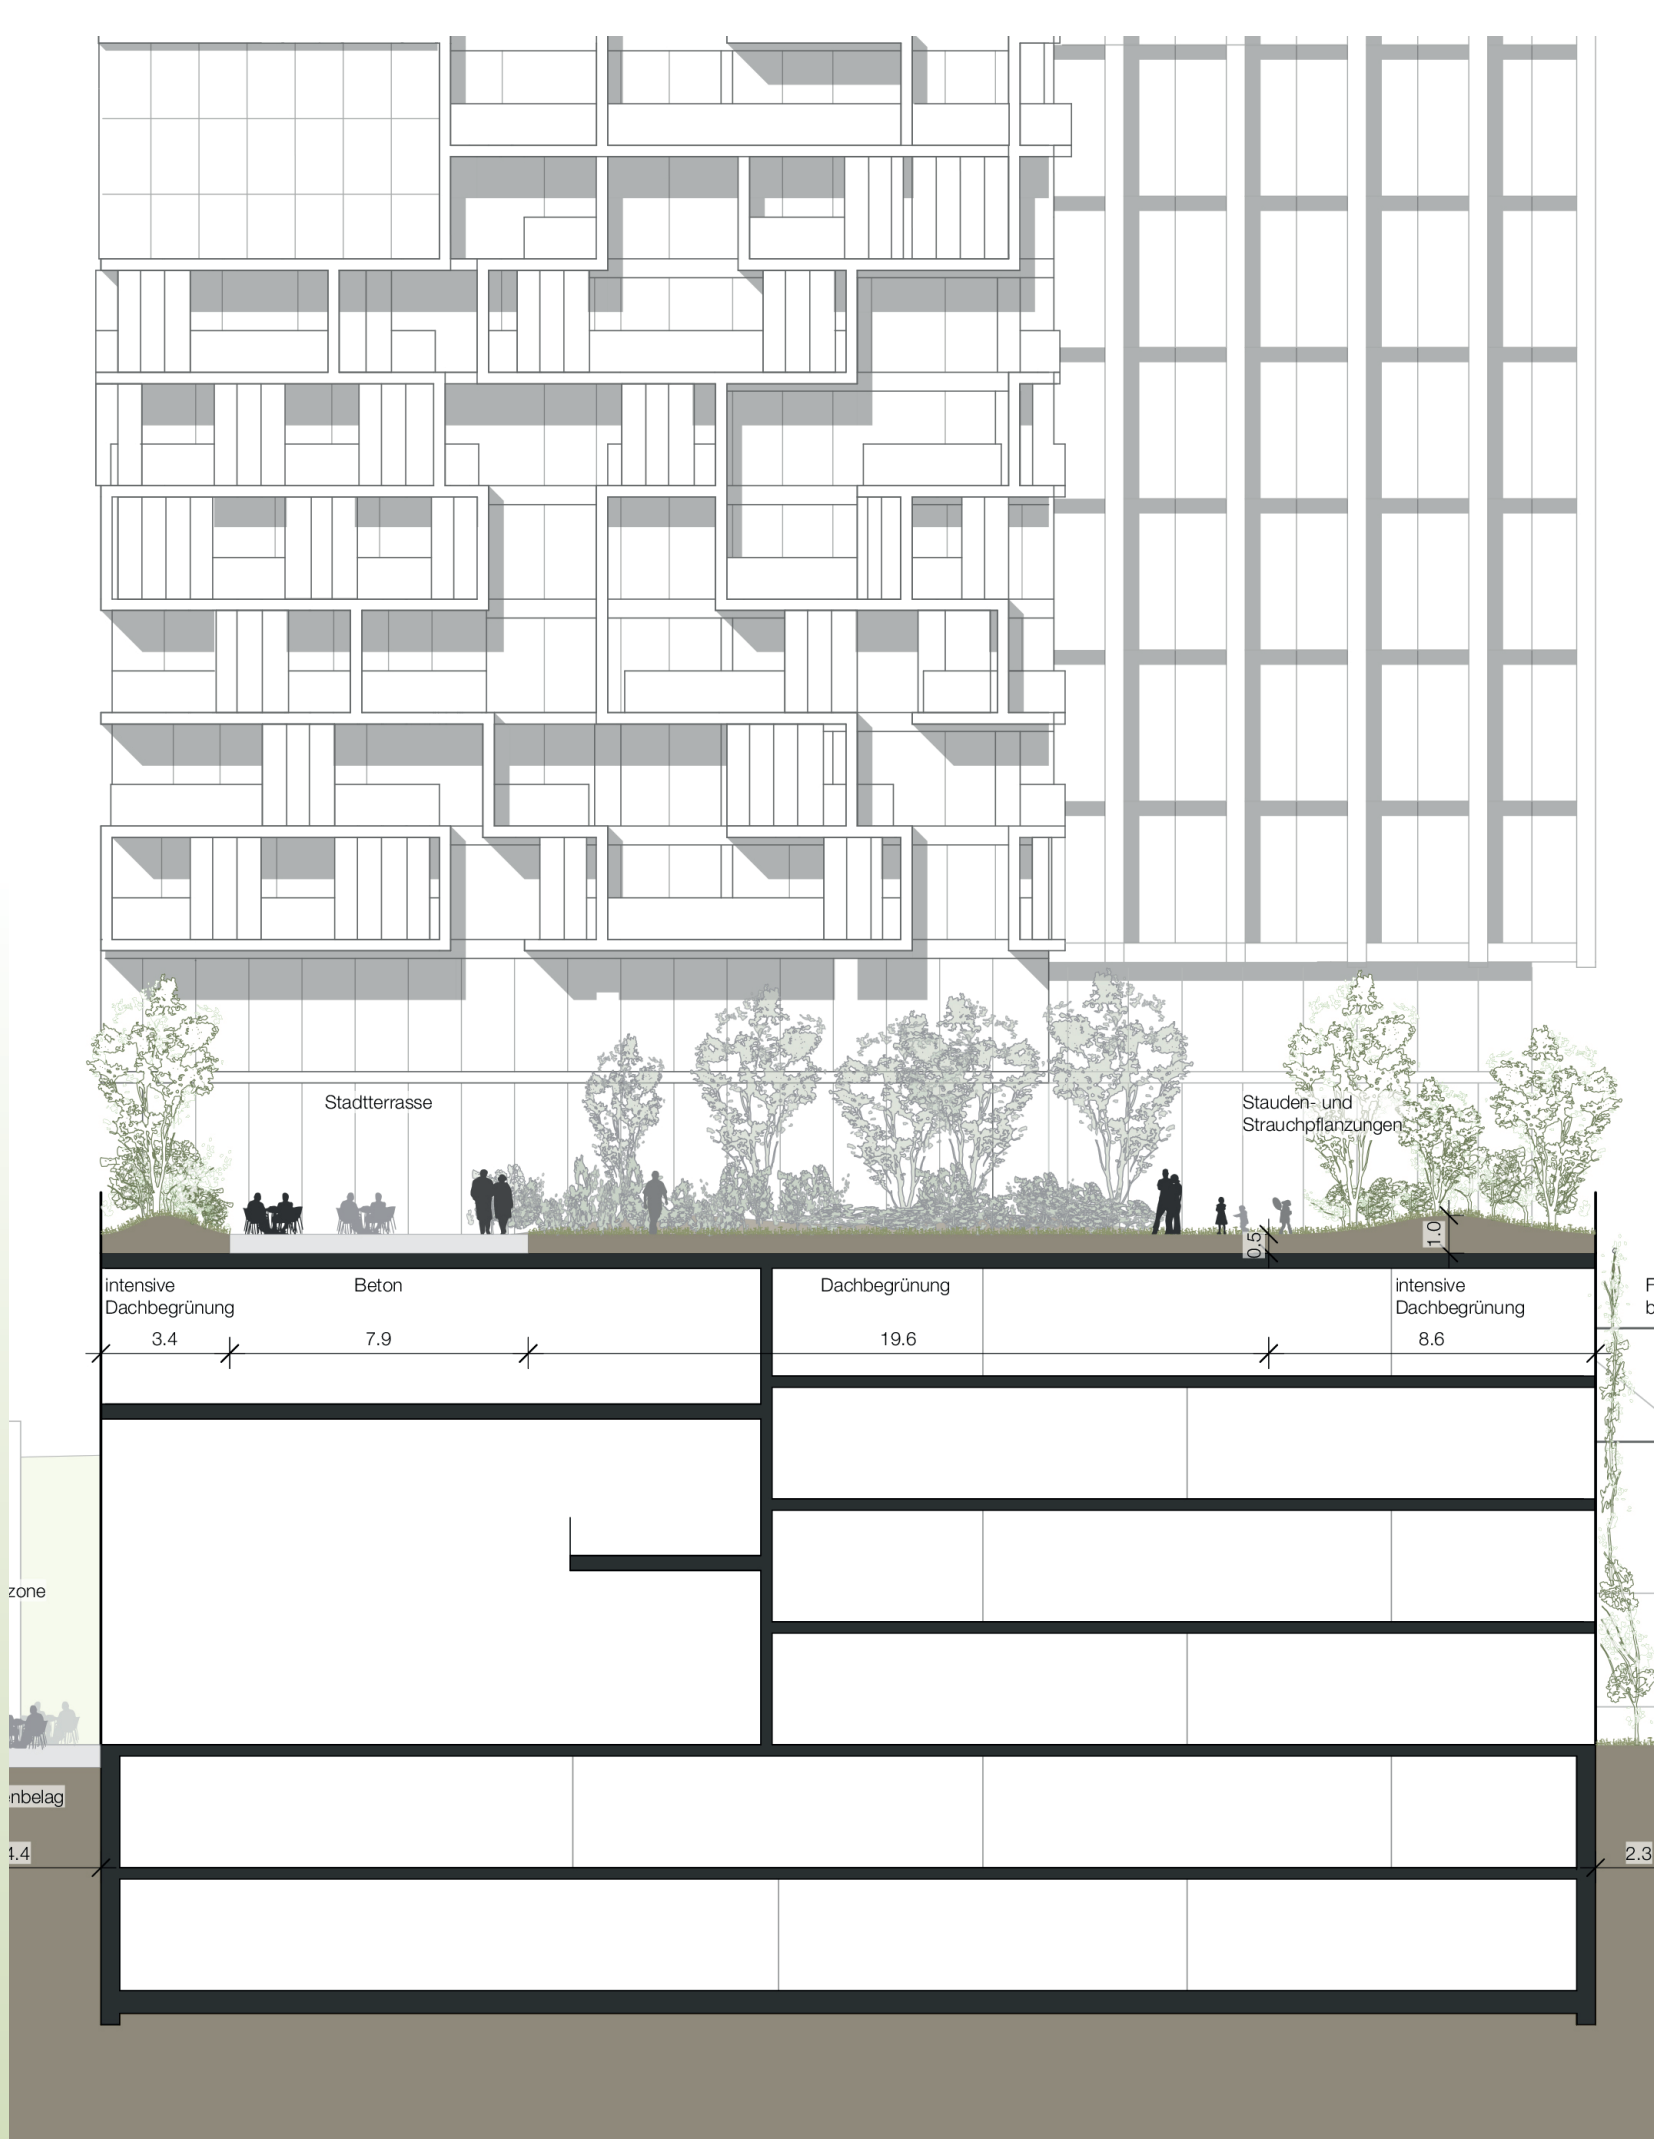 Stadtterrasse
Stauden- und
Strauchpflanzungen
0.5
1.0
intensive
Dachbegrünung
Beton
Dachbegrünung
intensive
Dachbegrünung
3.4
7.9
19.6
8.6
zone
nbelag
4.4
2.3